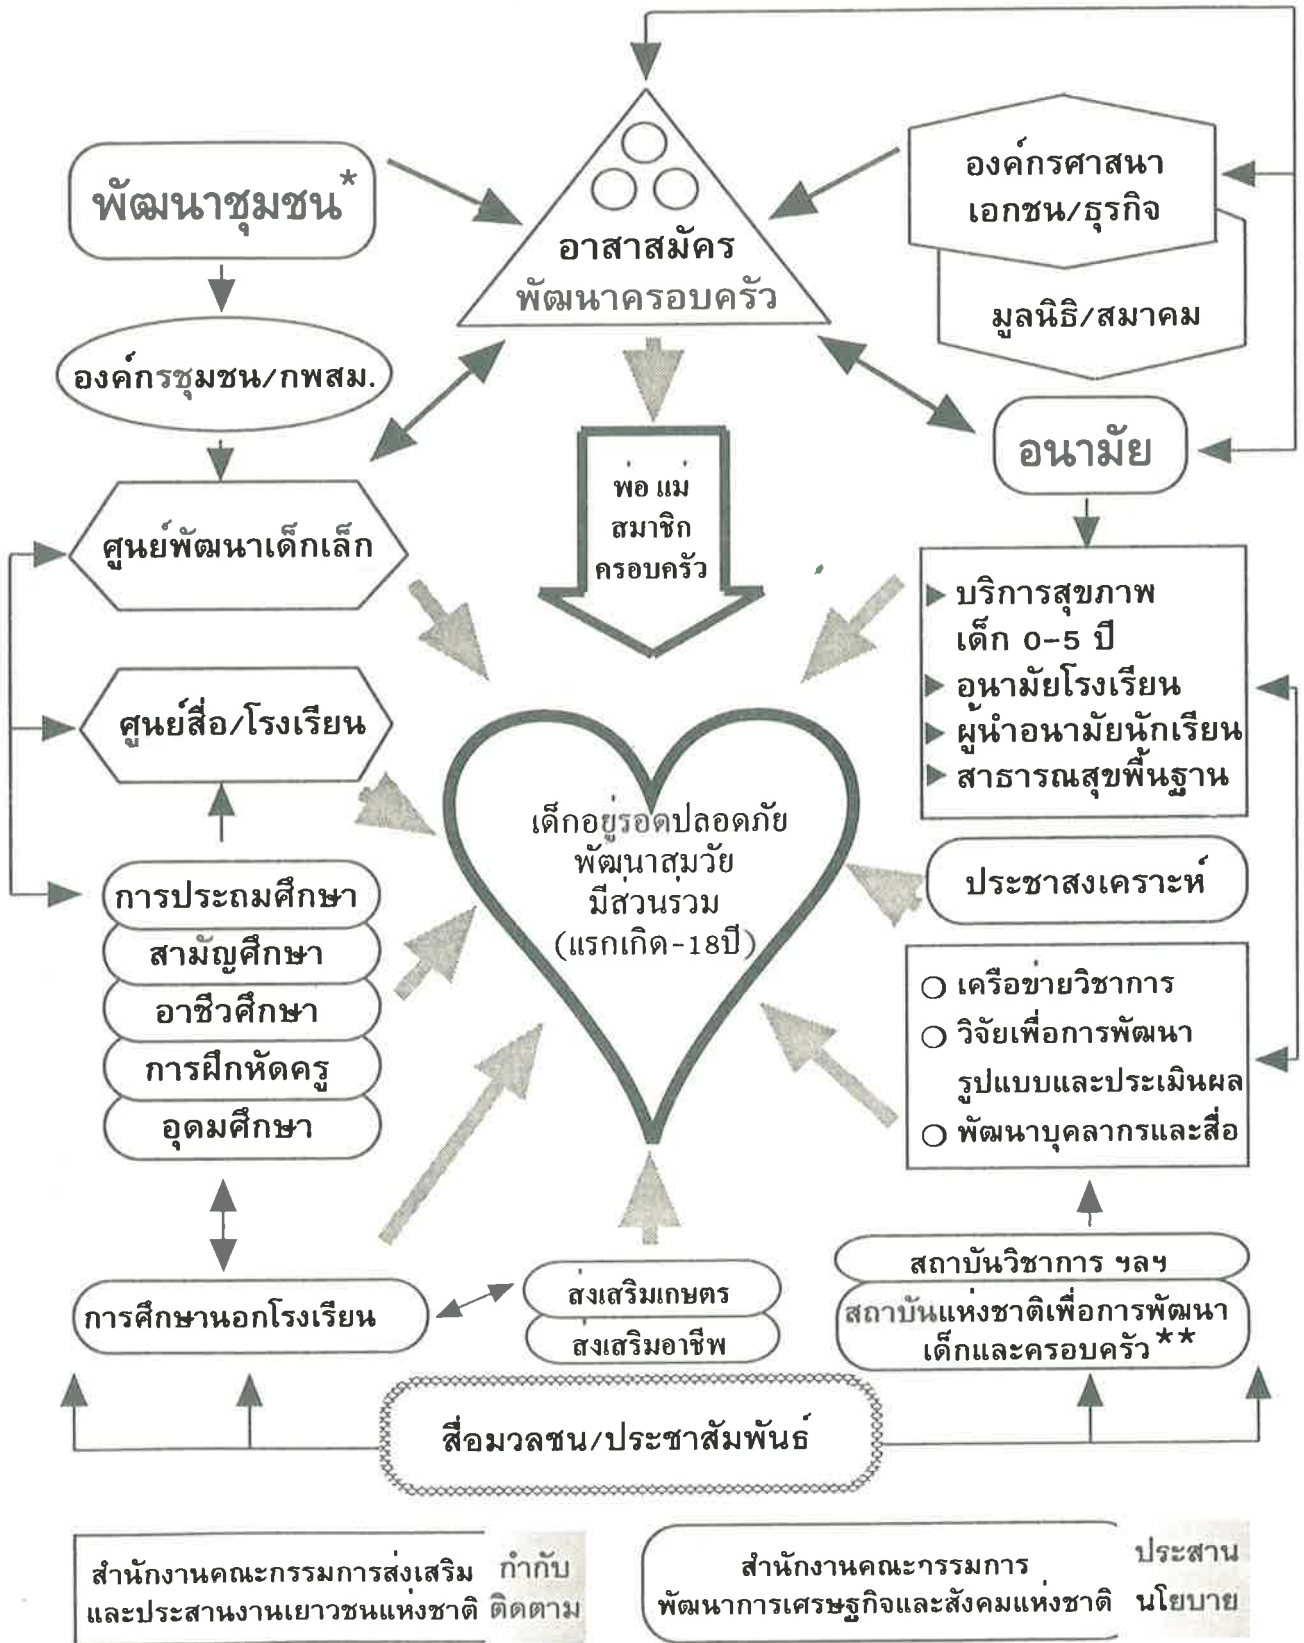 พัฒนาชุมชน*
อาสาสมัคร
พัฒนาครอบครัว
องค์กรศาสนา
เอกชน/ธุรกิจ
มูลนิธิ/สมาคม
องค์กรชุมชน/กพสม.
อนามัย
ศูนย์พัฒนาเด็กเล็ก
พ่อ แม่
สมาชิก
ครอบครัว
บริการสุขภาพ
เด็ก 0-5 ปี
อนามัยโรงเรียน
ผู้นำอนามัยนักเรียน
สาธารณสุขพื้นฐาน
ศูนย์สื่อ/โรงเรียน
เด็กอยู่รอดปลอดภัย
พัฒนาสมวัย
มีส่วนร่วม
(แรกเกิด-18ปี)
ประชาสงเคราะห์
การประถมศึกษา
สามัญศึกษา
อาชีวศึกษา
การฝึกหัดครู
อุดมศึกษา
เครือข่ายวิชาการ
วิจัยเพื่อการพัฒนา
รูปแบบและประเมินผล
พัฒนาบุคลากรและสื่อ
การศึกษานอกโรงเรียน
ส่งเสริมเกษตร
ส่งเสริมอาชีพ
สถาบันวิชาการ ฯลฯ
สถาบันแห่งชาติเพื่อการพัฒนา
เด็กและครอบครัว**
สื่อมวลชน/ประชาสัมพันธ์
สำนักงานคณะกรรมการส่งเสริม
และประสานงานเยาวชนแห่งชาติ
กำกับ
ติดตาม
สำนักงานคณะกรรมการ
พัฒนาการเศรษฐกิจและสังคมแห่งชาติ
ประสาน
นโยบาย